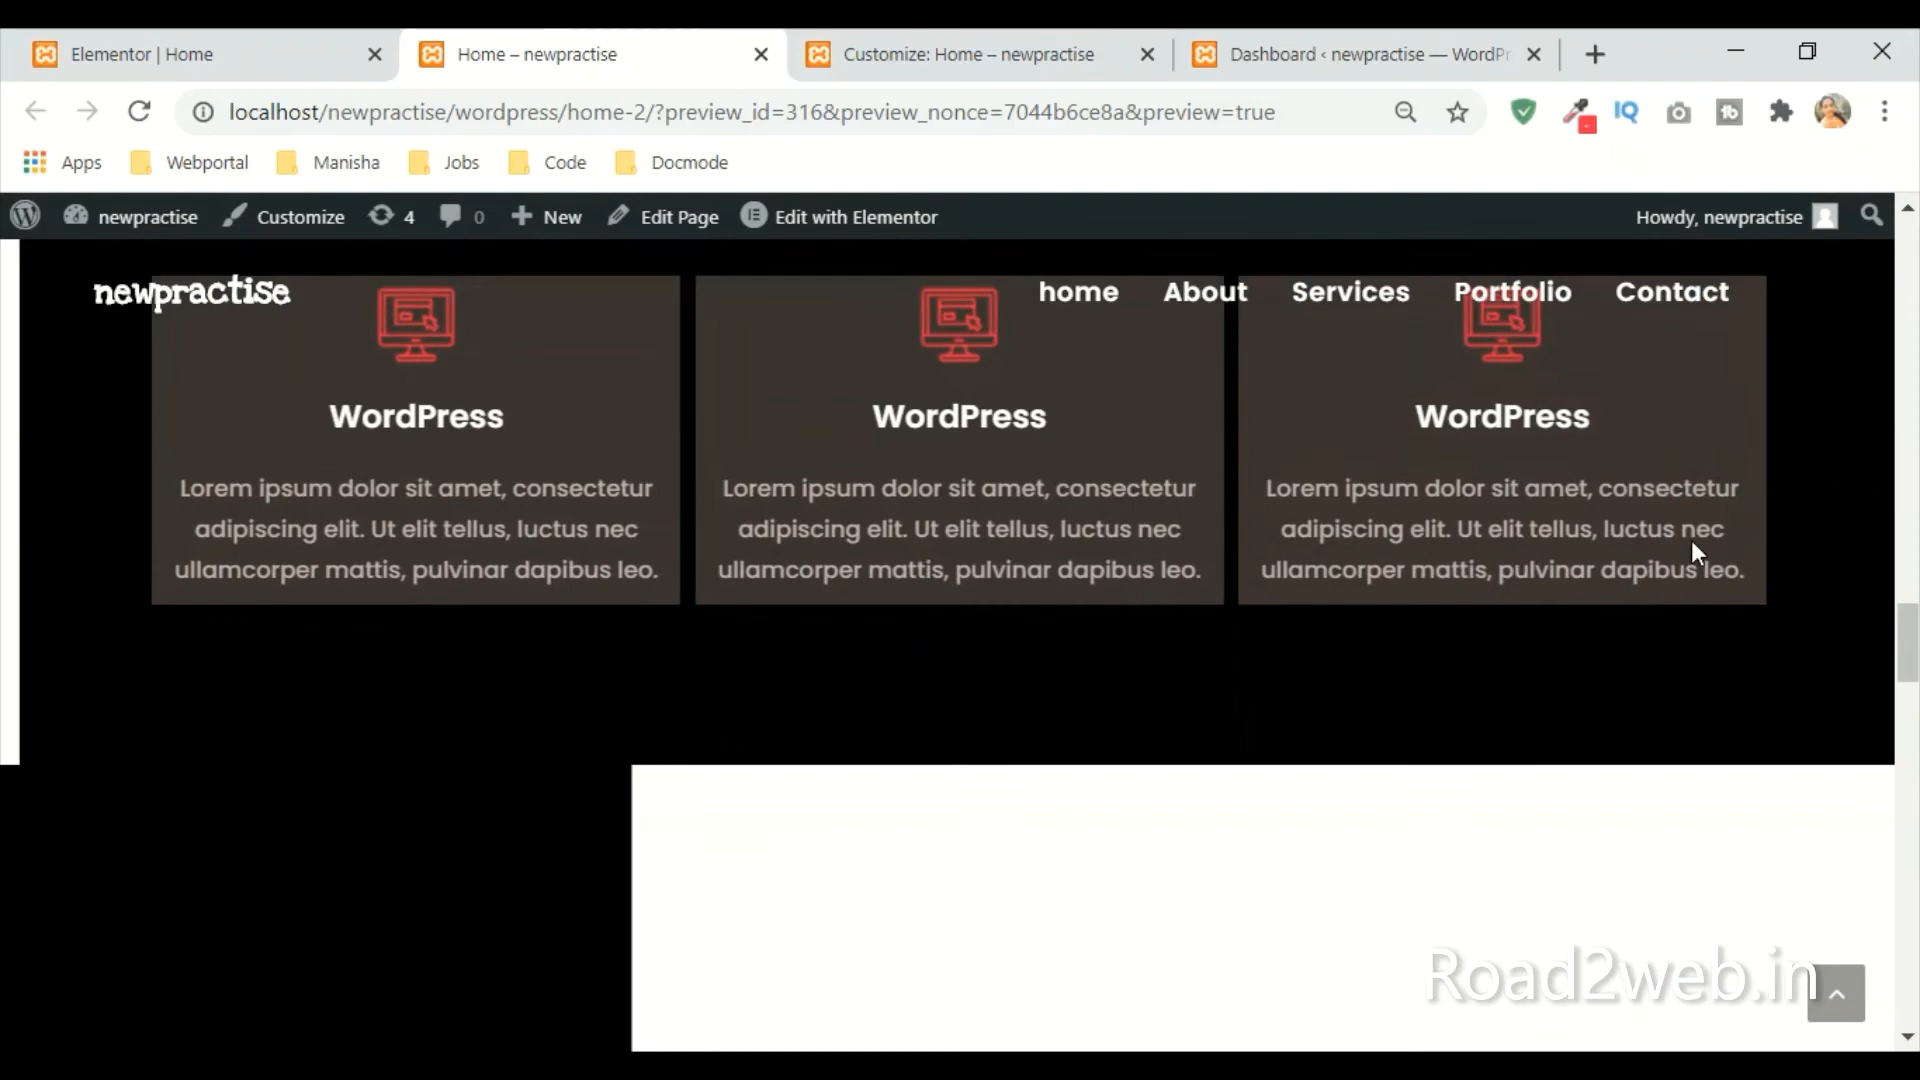 Elementor | Home
Home – newpractise
Customize: Home – newpractise
Dashboard ‹ newpractise — WordPr
localhost/newpractise/wordpress/home-2/?preview_id=316&preview_nonce=7044b6ce8a&preview=true
IQ
tb
Apps
Webportal
Manisha
Jobs
Code
Docmode
newpractise
Customize
4
0
New
Edit Page
Edit with Elementor
Howdy, newpractise
newpractise
home
About
Services
Portfolio
Contact
WordPress
Lorem ipsum dolor sit amet, consectetur
adipiscing elit. Ut elit tellus, luctus nec
ullamcorper mattis, pulvinar dapibus leo.
WordPress
Lorem ipsum dolor sit amet, consectetur
adipiscing elit. Ut elit tellus, luctus nec
ullamcorper mattis, pulvinar dapibus leo.
WordPress
Lorem ipsum dolor sit amet, consectetur
adipiscing elit. Ut elit tellus, luctus nec
ullamcorper mattis, pulvinar dapibus leo.
Road2web.in